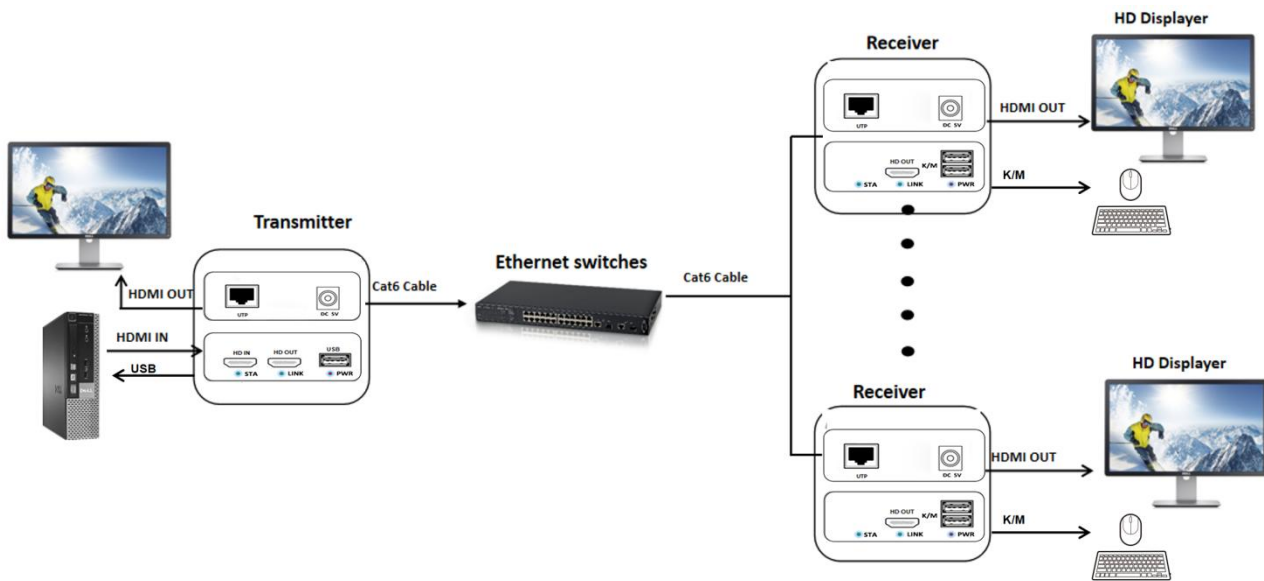 HD Displayer
Receiver
UTP
DC 5V
HDMI OUT
HD OUT
K/M
STA
LINK
PWR
K/M
Transmitter
HDMI OUT
UTP
DC 5V
HDMI IN
USB
HD IN
HD OUT
USB
STA
LINK
PWR
Cat6 Cable
Ethernet switches
Cat6 Cable
HD Displayer
Receiver
UTP
DC 5V
HDMI OUT
HD OUT
K/M
STA
LINK
PWR
K/M